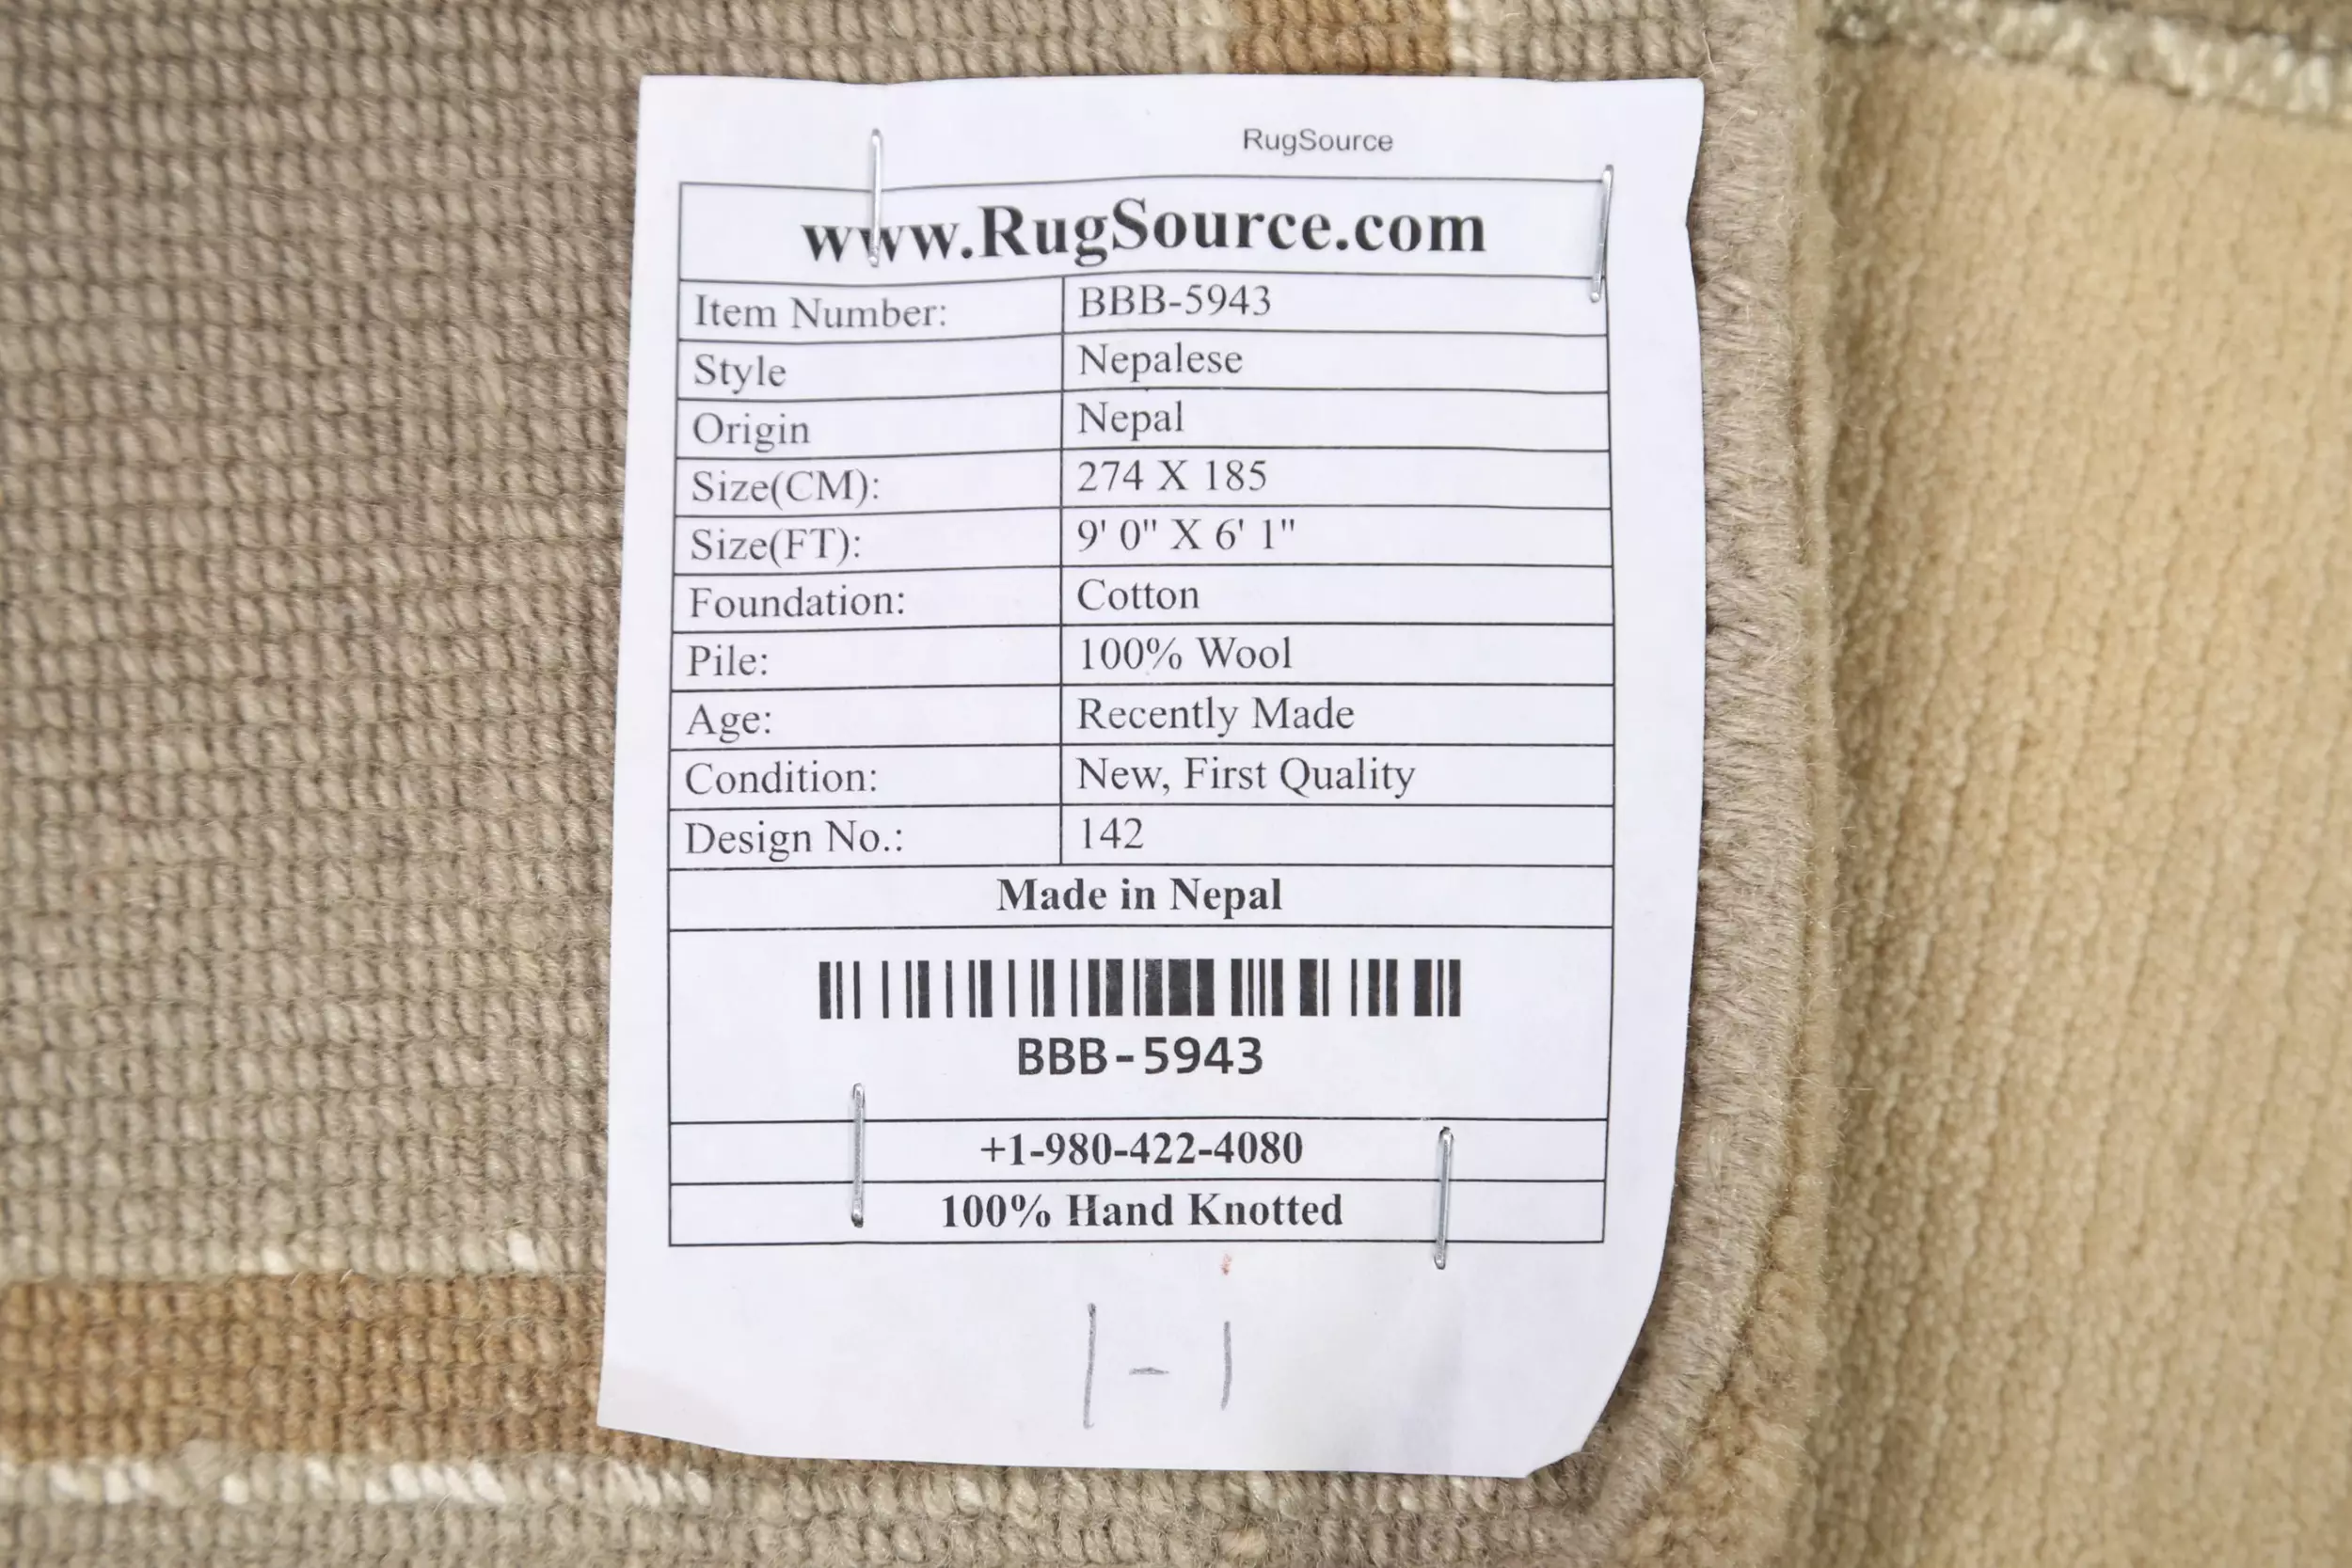 RugSource
www.RugSource.com
Item Number: BBB-5943
Style Nepalese
Origin Nepal
Size(CM): 274 X 185
Size(FT): 9' 0" X 6' 1"
Foundation: Cotton
Pile: 100% Wool
Age: Recently Made
Condition: New, First Quality
Design No.: 142
Made in Nepal
BBB-5943
+1-980-422-4080
100% Hand Knotted
1-1